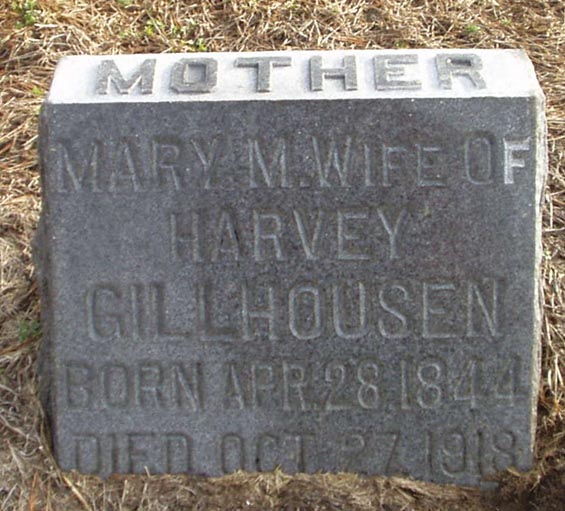 MOTHER
MARY M. WIFE OF
HARVEY
GILLHOUSEN
BORN APR. 28, 1844
DIED OCT. 27, 1918